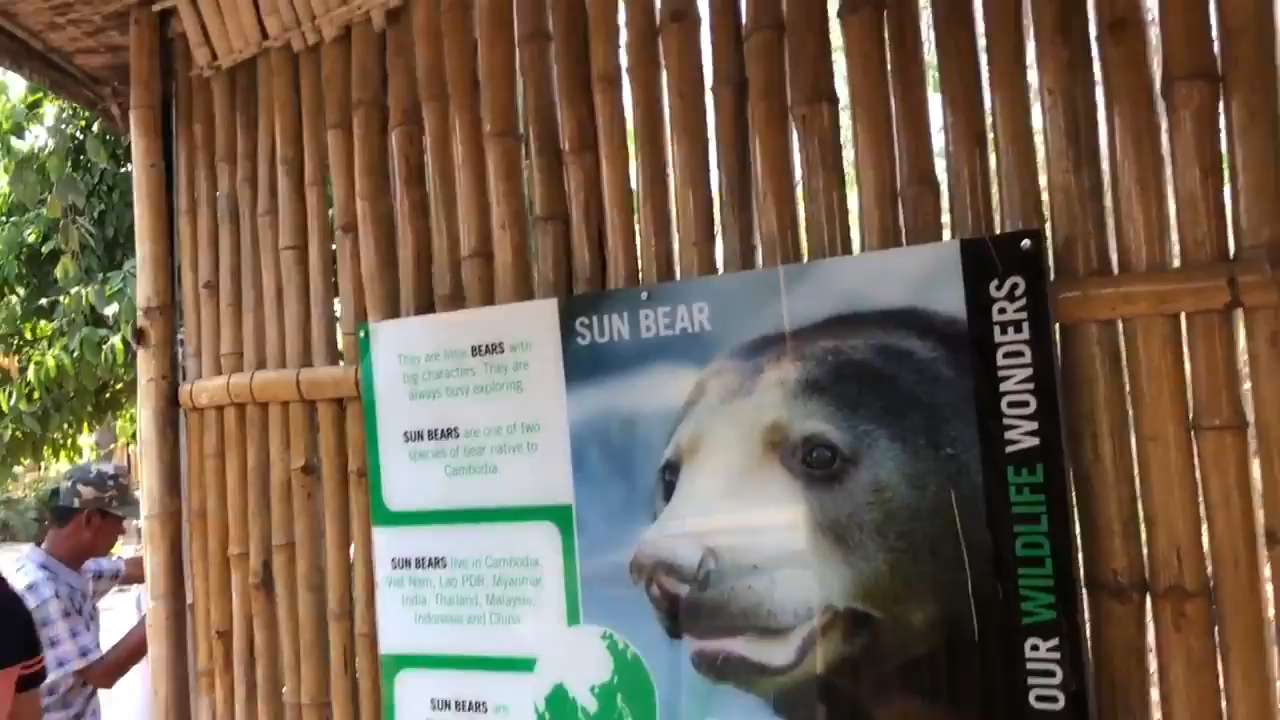 SUN BEAR
They are little BEARS with
big characters. They are
always busy exploring.
SUN BEARS are one of two
species of bear native to
Cambodia.
SUN BEARS live in Cambodia,
Viet Nam, Lao PDR, Myanmar,
India, Thailand, Malaysia,
Indonesia and China.
SUN BEARS are
OUR WILDLIFE WONDERS